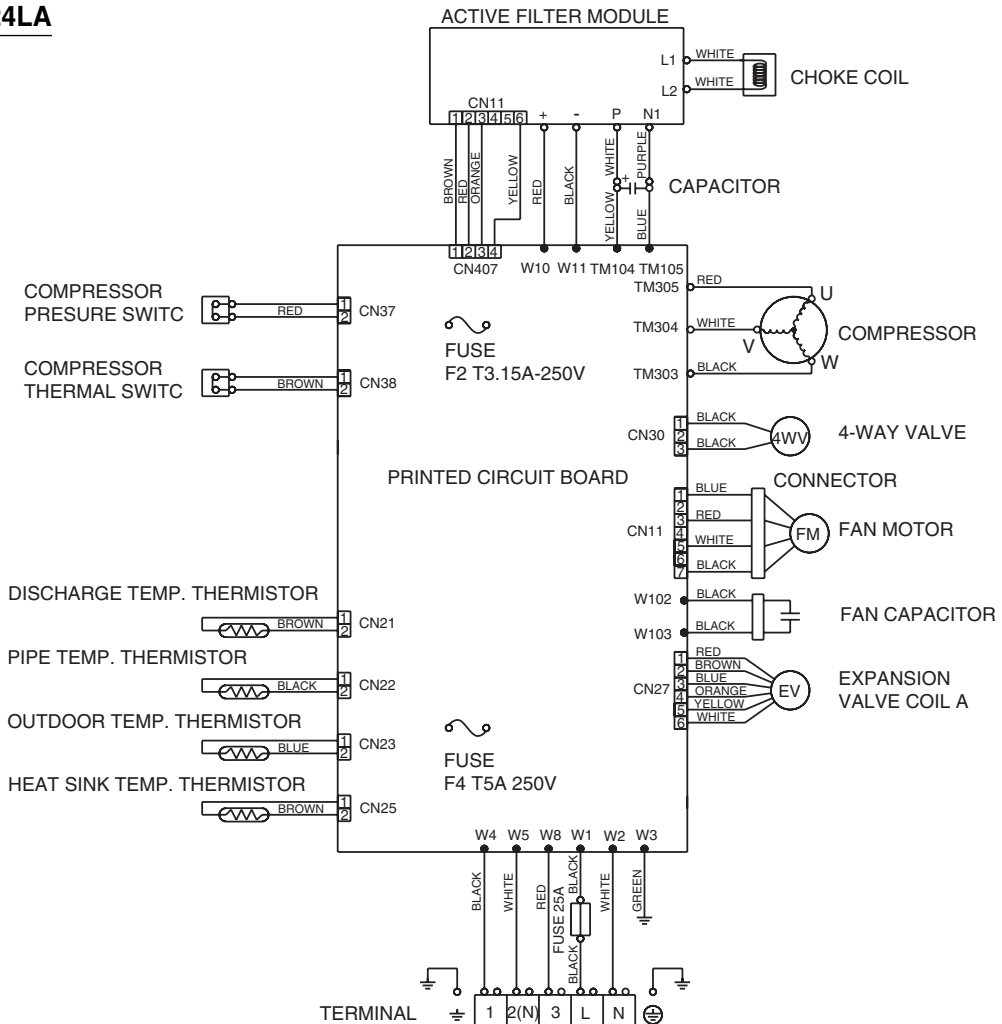 24LA
ACTIVE FILTER MODULE
L1 WHITE
L2 WHITE
CHOKE COIL
CN11
1 2 3 4 5 6 + - P N1
BROWN
RED
ORANGE
YELLOW
RED
BLACK
WHITE
PURPLE
+
YELLOW
BLUE
CAPACITOR
1 2 3 4
CN407 W10 W11 TM104 TM105
TM305 RED
TM304 WHITE
TM303 BLACK
U
V
W
COMPRESSOR
COMPRESSOR
PRESURE SWITC
RED
1
2
CN37
COMPRESSOR
THERMAL SWITC
BROWN
1
2
CN38
FUSE
F2 T3.15A-250V
CN30
1
2
3
BLACK
BLACK
4WV
4-WAY VALVE
PRINTED CIRCUIT BOARD
CONNECTOR
CN11
1
2
3
4
5
6
7
BLUE
RED
WHITE
BLACK
FM
FAN MOTOR
W102 BLACK
W103 BLACK
FAN CAPACITOR
DISCHARGE TEMP. THERMISTOR
BROWN
1
2
CN21
PIPE TEMP. THERMISTOR
BLACK
1
2
CN22
OUTDOOR TEMP. THERMISTOR
BLUE
1
2
CN23
HEAT SINK TEMP. THERMISTOR
BROWN
1
2
CN25
CN27
1
2
3
4
5
6
RED
BROWN
BLUE
ORANGE
YELLOW
WHITE
EV
EXPANSION
VALVE COIL A
FUSE
F4 T5A 250V
W4 W5 W8 W1 W2 W3
BLACK
WHITE
RED
BLACK
FUSE 25A
BLACK
WHITE
GREEN
TERMINAL 1 2(N) 3 L N